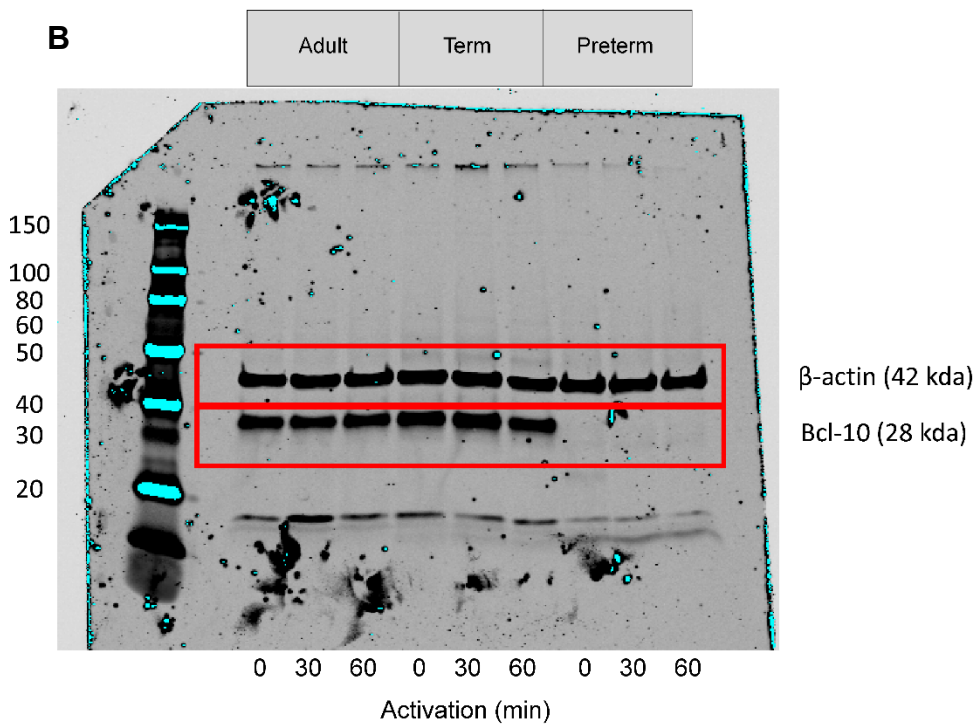 B
Adult Term Preterm
150
100
80
60
50
40
30
20
β-actin (42 kda)
Bcl-10 (28 kda)
0 30 60 0 30 60 0 30 60
Activation (min)